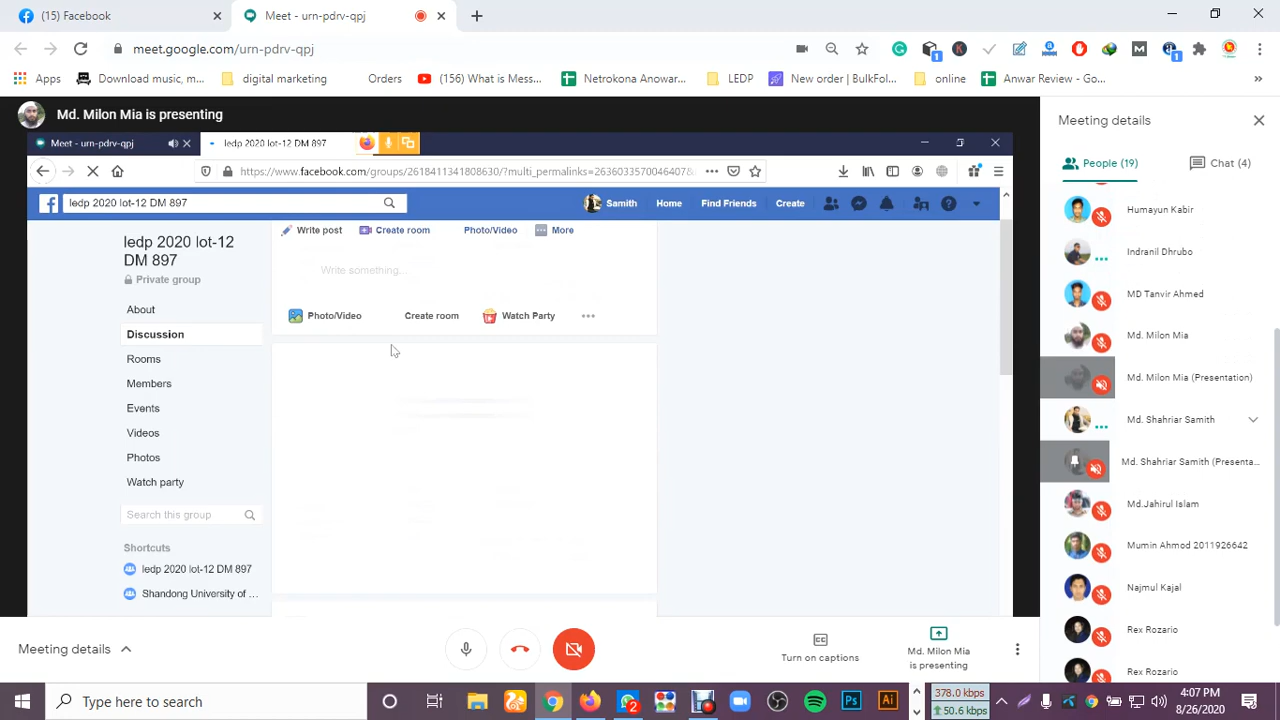 (15) Facebook
Meet - urn-pdrv-qpj
meet.google.com/urn-pdrv-qpj
1
K
M
1
Apps
Download music, m...
digital marketing
Orders
(156) What is Mess...
Netrokona Anowar...
LEDP
New order | BulkFol...
online
Anwar Review - Go...
»
Md. Milon Mia is presenting
Meet - urn-pdrv-qpj
ledp 2020 lot-12 DM 897
https://www.facebook.com/groups/2618411341808630/?multi_permalinks=2636033570046407&
ledp 2020 lot-12 DM 897
Samith
Home
Find Friends
Create
ledp 2020 lot-12
DM 897
Private group
About
Discussion
Rooms
Members
Events
Videos
Photos
Watch party
Search this group
Shortcuts
ledp 2020 lot-12 DM 897
Shandong University of ...
Write post
Create room
Photo/Video
More
Write something...
Photo/Video
Create room
Watch Party
Meeting details
People (19)
Chat (4)
Humayun Kabir
Indranil Dhrubo
MD Tanvir Ahmed
Md. Milon Mia
Md. Milon Mia (Presentation)
Md. Shahriar Samith
Md. Shahriar Samith (Presenta...
Md.Jahirul Islam
Mumin Ahmod 2011926642
Najmul Kajal
Rex Rozario
Rex Rozario
Meeting details
Turn on captions
Md. Milon Mia
is presenting
Type here to search
2
Ps
Ai
378.0 kbps
50.6 kbps
4:07 PM
8/26/2020